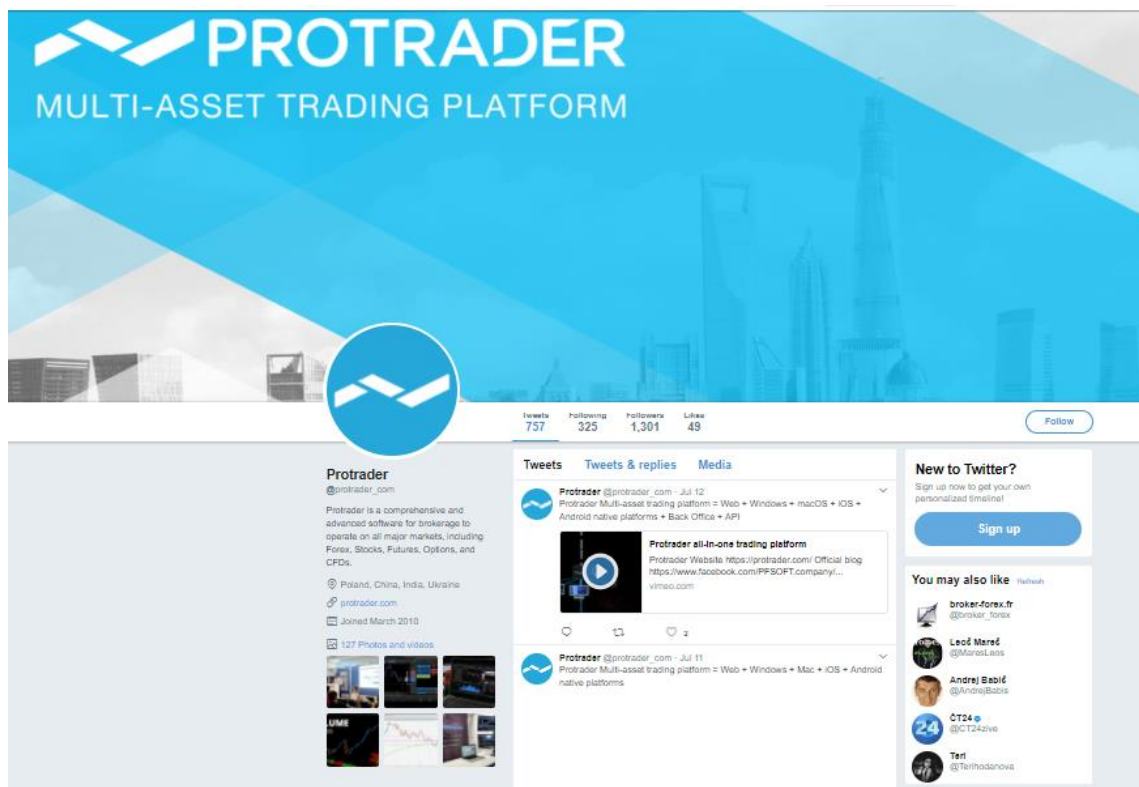 PROTRADER
MULTI-ASSET TRADING PLATFORM
Tweets Following Followers Likes
757 325 1,301 49
Follow
Protrader
@protrader_com
Protrader is a comprehensive and
advanced software for brokerage to
operate on all major markets, including
Forex, Stocks, Futures, Options, and
CFDs.
Poland, China, India, Ukraine
protrader.com
Joined March 2010
127 Photos and videos
LUME
Tweets Tweets & replies Media
Protrader @protrader_com · Jul 12
Protrader Multi-asset trading platform = Web + Windows + macOS + iOS +
Android native platforms + Back Office + API
Protrader all-in-one trading platform
Protrader Website https://protrader.com/ Official blog
https://www.facebook.com/PFSOFT.company/...
vimeo.com
2
Protrader @protrader_com · Jul 11
Protrader Multi-asset trading platform = Web + Windows + Mac + iOS + Android
native platforms
New to Twitter?
Sign up now to get your own
personalized timeline!
Sign up
You may also like Refresh
broker-forex.fr
@broker_forex
Leoš Mareš
@MaresLeos
Andrej Babiš
@AndrejBabis
24
ČT24
@CT24zive
Teri
@Terihodanova